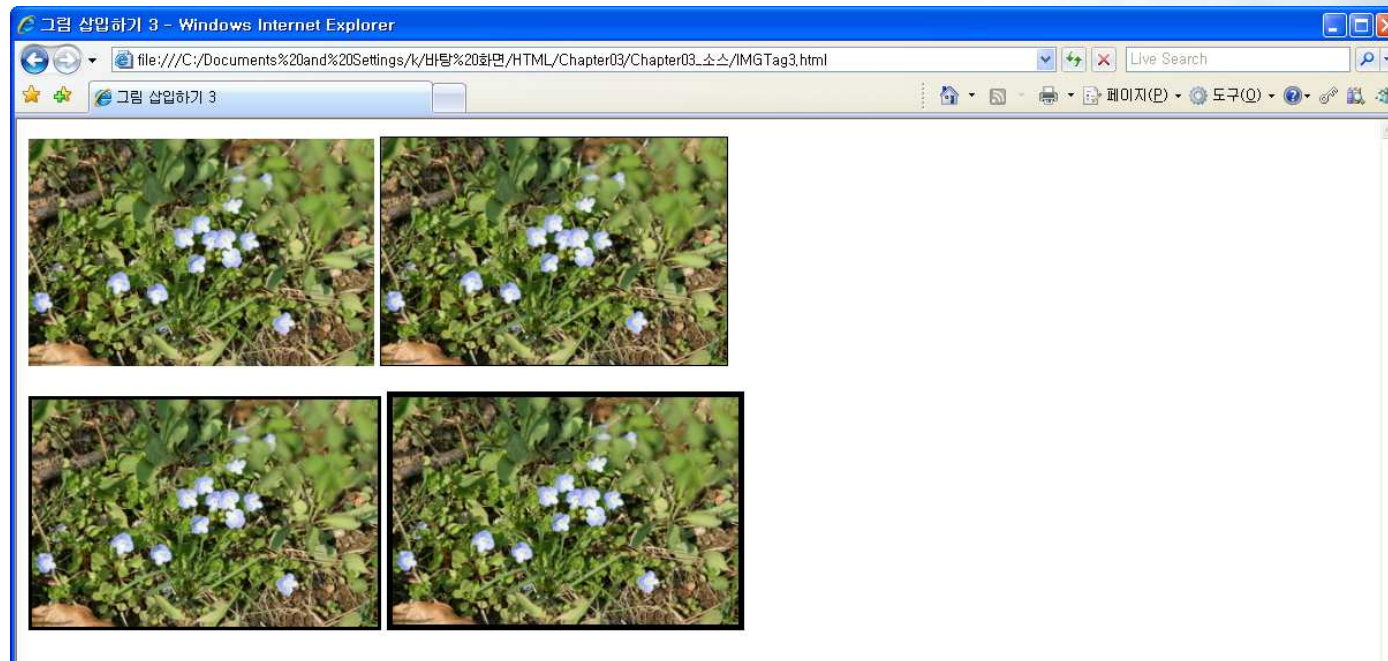 그림 삽입하기 3 - Windows Internet Explorer
file:///C:/Documents%20and%20Settings/k/바탕%20화면/HTML/Chapter03/Chapter03_소스/IMGTag3.html
Live Search
그림 삽입하기 3
페이지(P)
도구(O)